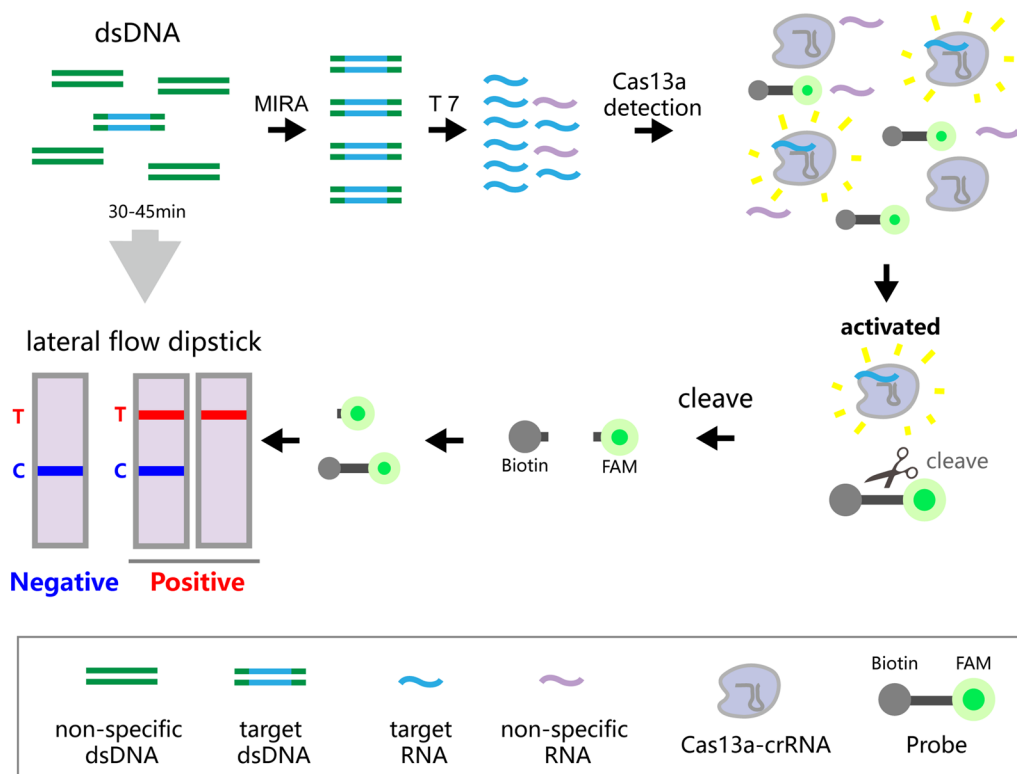 dsDNA
MIRA
T 7
Cas13a
detection
30-45min
activated
lateral flow dipstick
T
T
C
C
cleave
cleave
Biotin
FAM
Negative
Positive
Biotin
FAM
non-specific
dsDNA
target
dsDNA
target
RNA
non-specific
RNA
Cas13a-crRNA
Probe